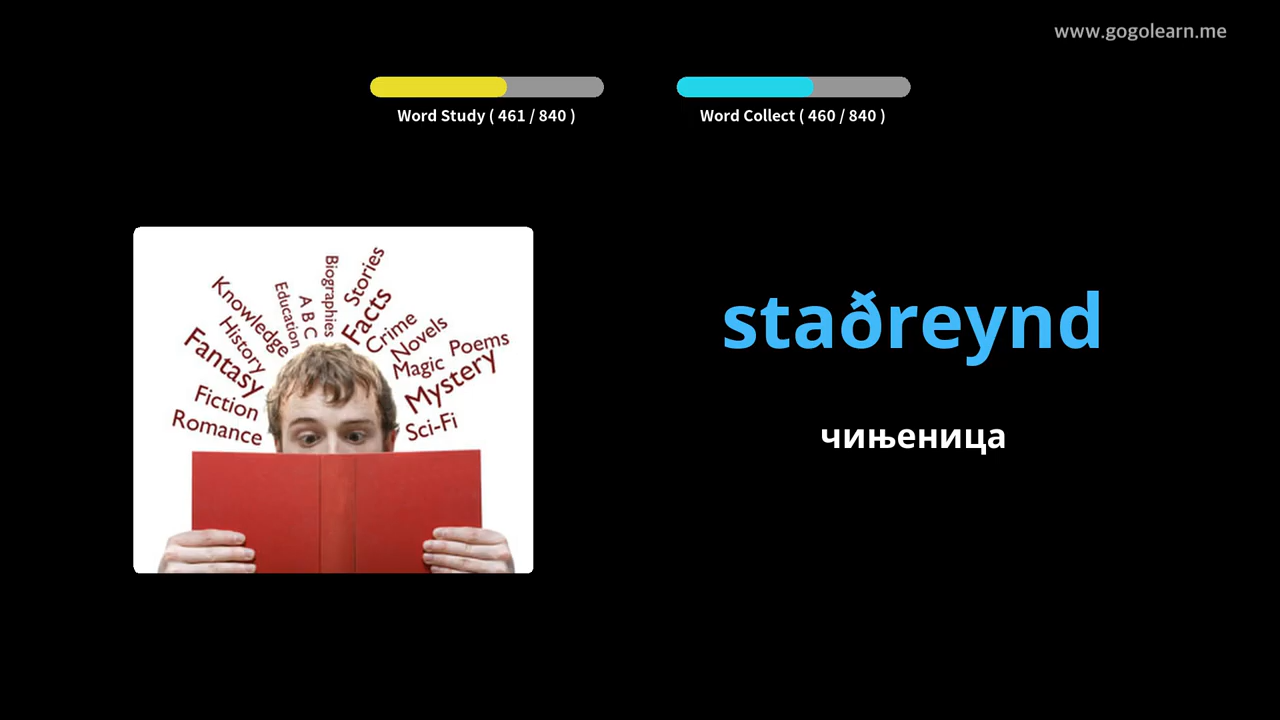 www.gogolearn.me
Word Study ( 461 / 840 )
Word Collect ( 460 / 840 )
Knowledge
History
Fantasy
Fiction
Romance
Education
A B C
Biographies
Stories
Facts
Crime
Novels
Magic
Poems
Mystery
Sci-Fi
staðreynd
чињеница